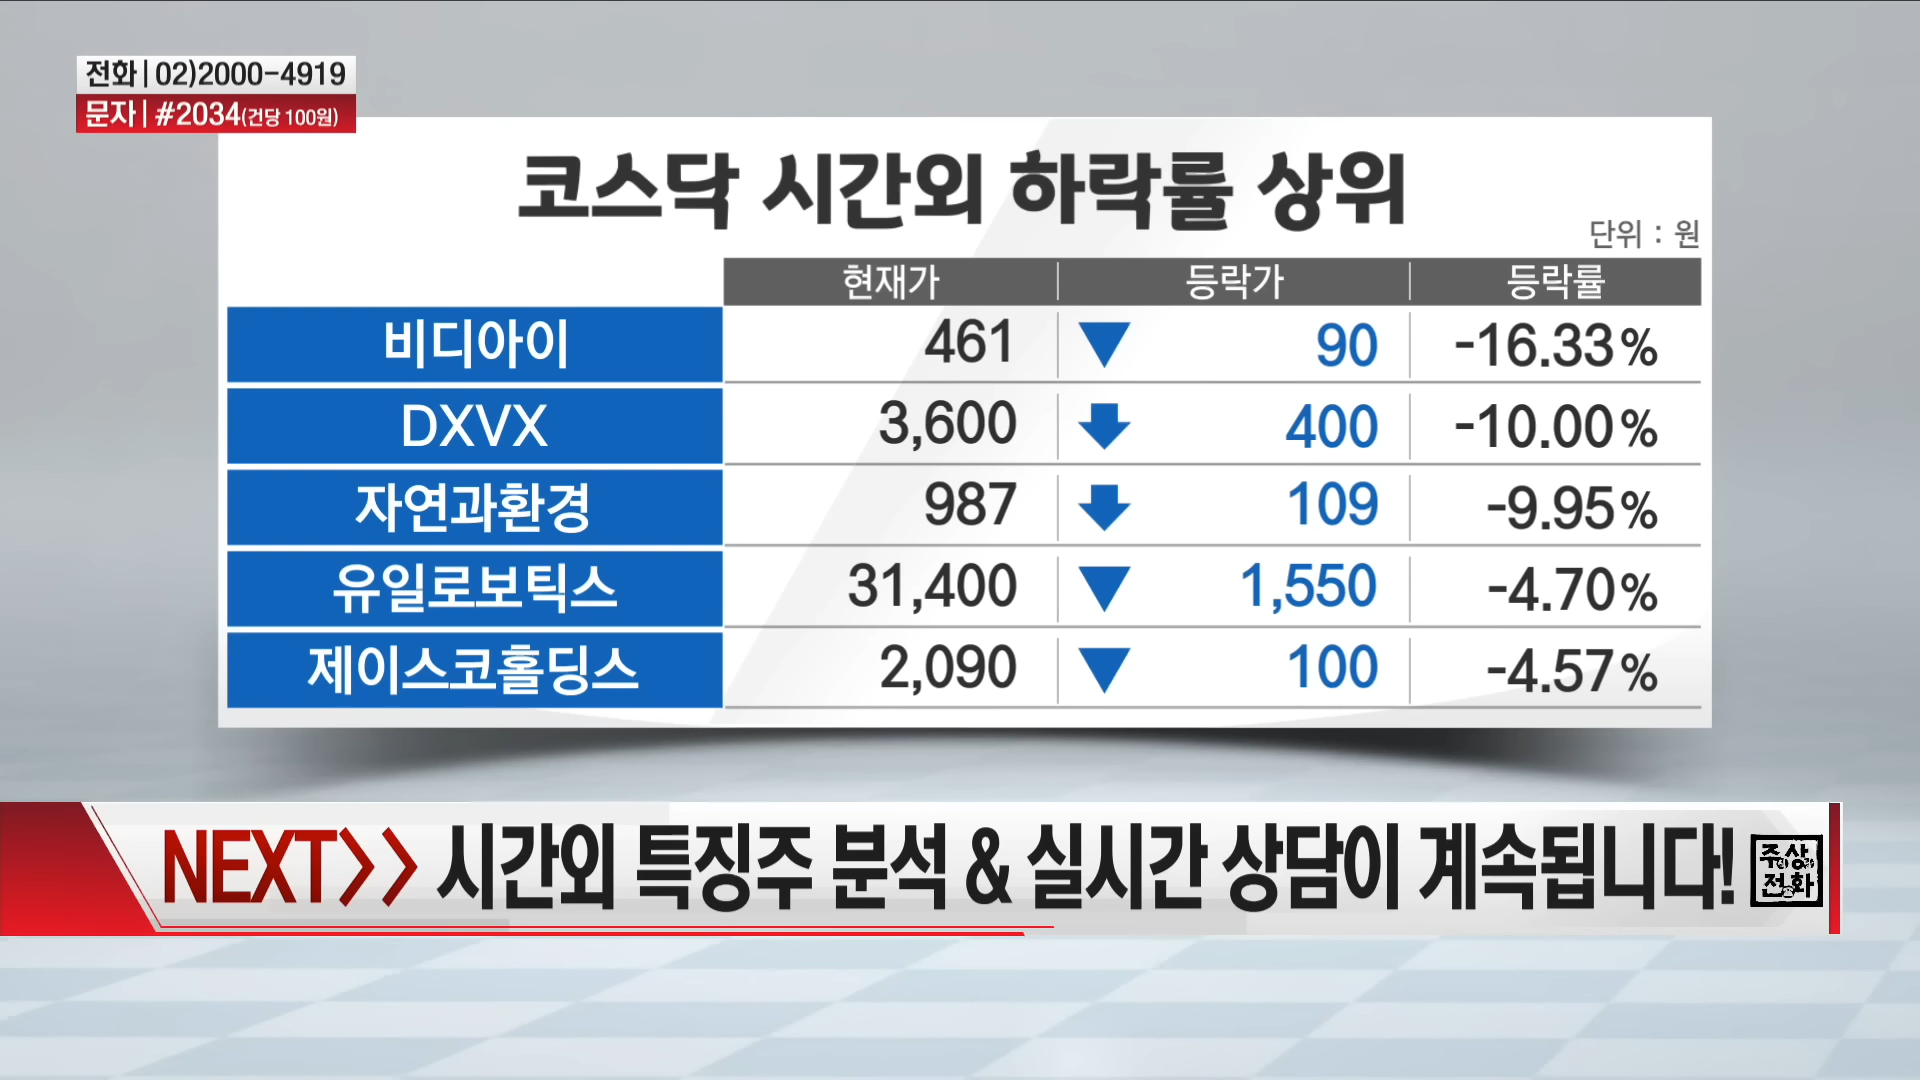 전화 | 02)2000-4919
문자 | #2034(건당 100원)
코스닥 시간외 하락률 상위
단위 : 원
현재가 등락가 등락률
비디아이 461 ▼ 90 -16.33%
DXVX 3,600 🡇 400 -10.00%
자연과환경 987 🡇 109 -9.95%
유일로보틱스 31,400 ▼ 1,550 -4.70%
제이스코홀딩스 2,090 ▼ 100 -4.57%
NEXT>> 시간외 특징주 분석 & 실시간 상담이 계속됩니다!
주상
전화